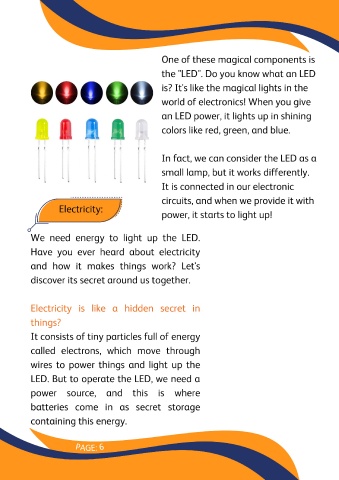 One of these magical components is
the "LED". Do you know what an LED
is? It's like the magical lights in the
world of electronics! When you give
an LED power, it lights up in shining
colors like red, green, and blue.
In fact, we can consider the LED as a
small lamp, but it works differently.
It is connected in our electronic
circuits, and when we provide it with
power, it starts to light up!
Electricity:
We need energy to light up the LED.
Have you ever heard about electricity
and how it makes things work? Let's
discover its secret around us together.
Electricity is like a hidden secret in
things?
It consists of tiny particles full of energy
called electrons, which move through
wires to power things and light up the
LED. But to operate the LED, we need a
power source, and this is where
batteries come in as secret storage
containing this energy.
PAGE: 6